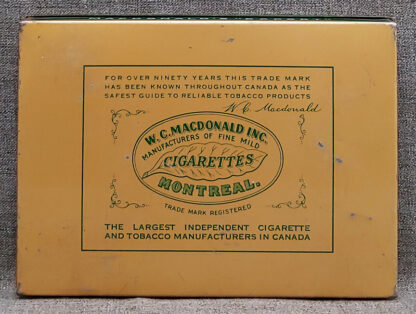 FOR OVER NINETY YEARS THIS TRADE MARK
HAS BEEN KNOWN THROUGHOUT CANADA AS THE
SAFEST GUIDE TO RELIABLE TOBACCO PRODUCTS
W. C. Macdonald
W. C. MACDONALD INC.
MANUFACTURERS OF FINE MILD
CIGARETTES
MONTREAL.
TRADE MARK REGISTERED
THE LARGEST INDEPENDENT CIGARETTE
AND TOBACCO MANUFACTURERS IN CANADA